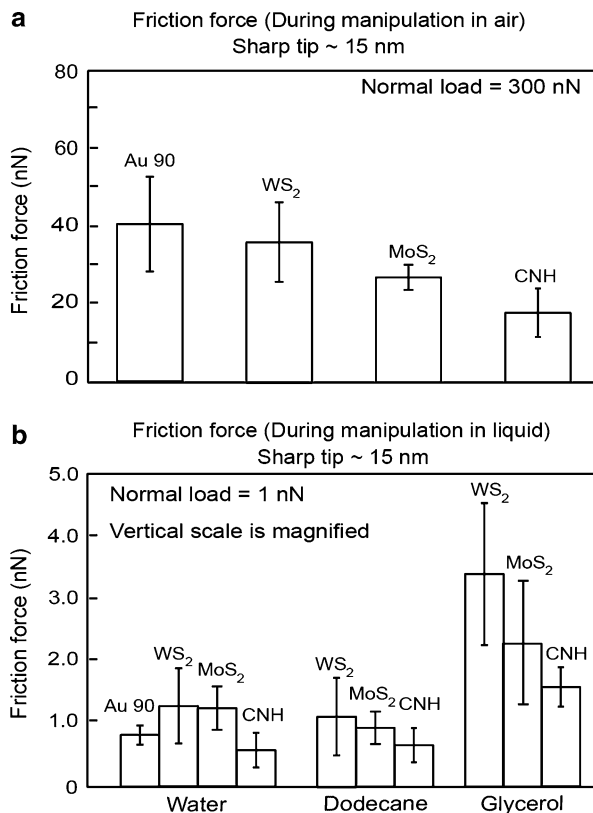 a
Friction force (During manipulation in air)
Sharp tip ~ 15 nm
Normal load = 300 nN
Friction force (nN)
80
60
40
20
0
Au 90
WS₂
MoS₂
CNH
b
Friction force (During manipulation in liquid)
Sharp tip ~ 15 nm
Normal load = 1 nN
Vertical scale is magnified
Friction force (nN)
5.0
4.0
3.0
2.0
1.0
0
Au 90
WS₂
MoS₂
CNH
WS₂
MoS₂
CNH
WS₂
MoS₂
CNH
Water
Dodecane
Glycerol